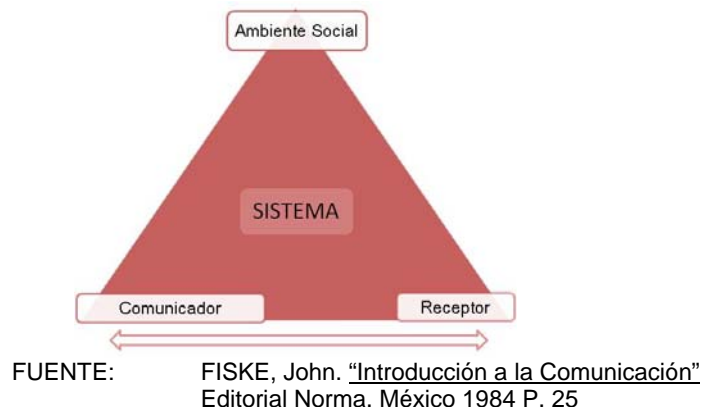 Ambiente Social
SISTEMA
Comunicador
Receptor
FUENTE: FISKE, John. “Introducción a la Comunicación”
Editorial Norma. México 1984 P. 25